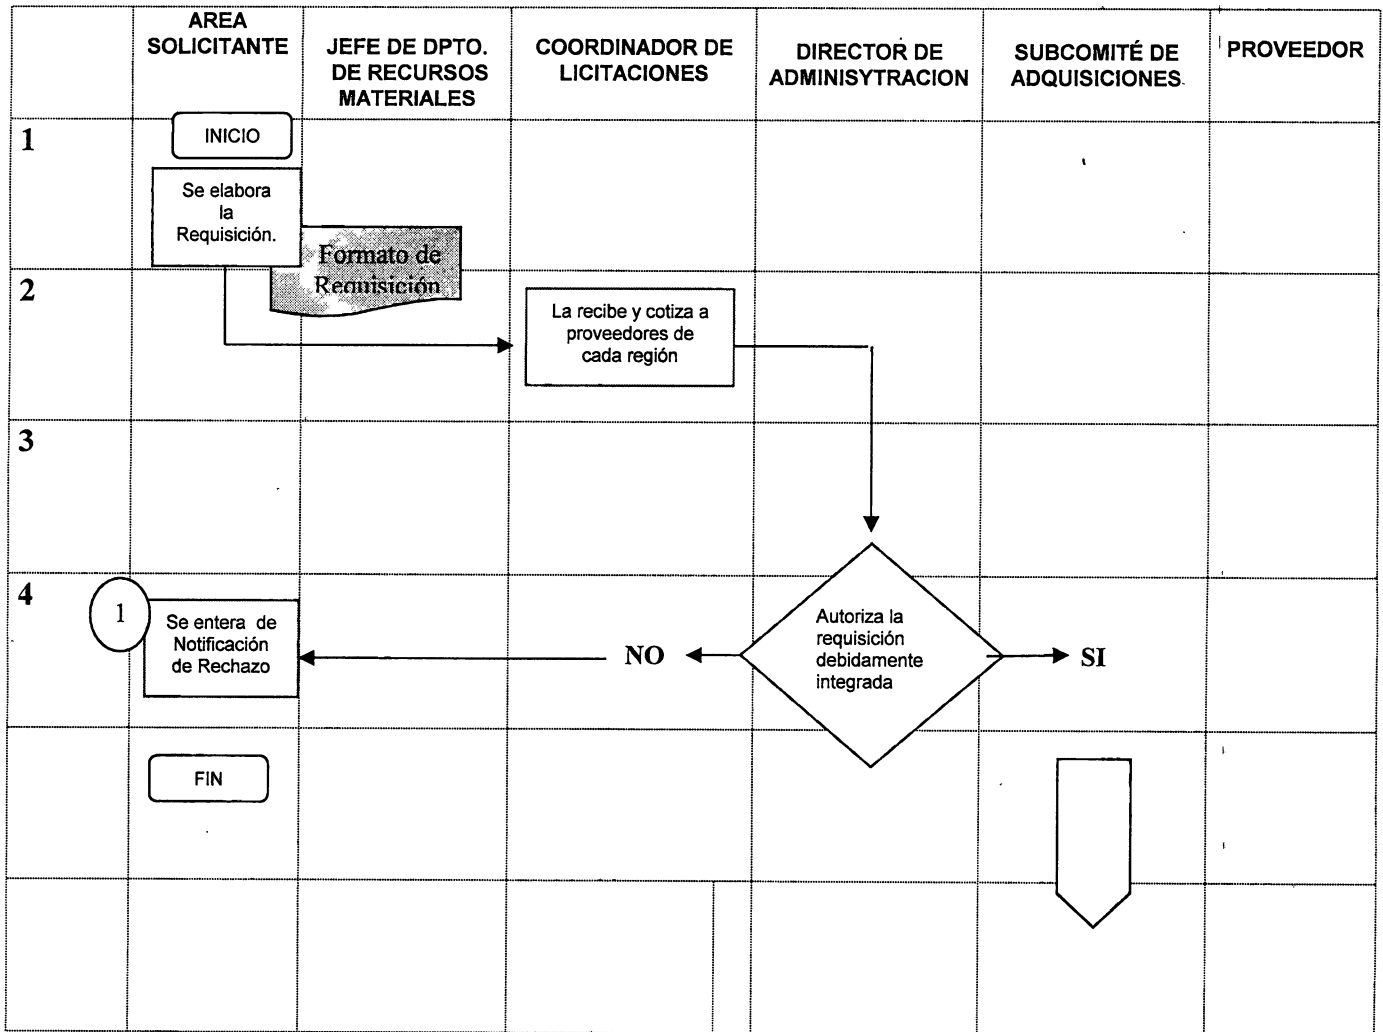 AREA
SOLICITANTE
JEFE DE DPTO.
DE RECURSOS
MATERIALES
COORDINADOR DE
LICITACIONES
DIRECTOR DE
ADMINISYTRACION
SUBCOMITÉ DE
ADQUISICIONES
PROVEEDOR
1
INICIO
Se elabora
la
Requisición.
Formato de
Requisición
2
La recibe y cotiza a
proveedores de
cada región
3
4
1
Se entera de
Notificación
de Rechazo
NO
Autoriza la
requisición
debidamente
integrada
SI
FIN